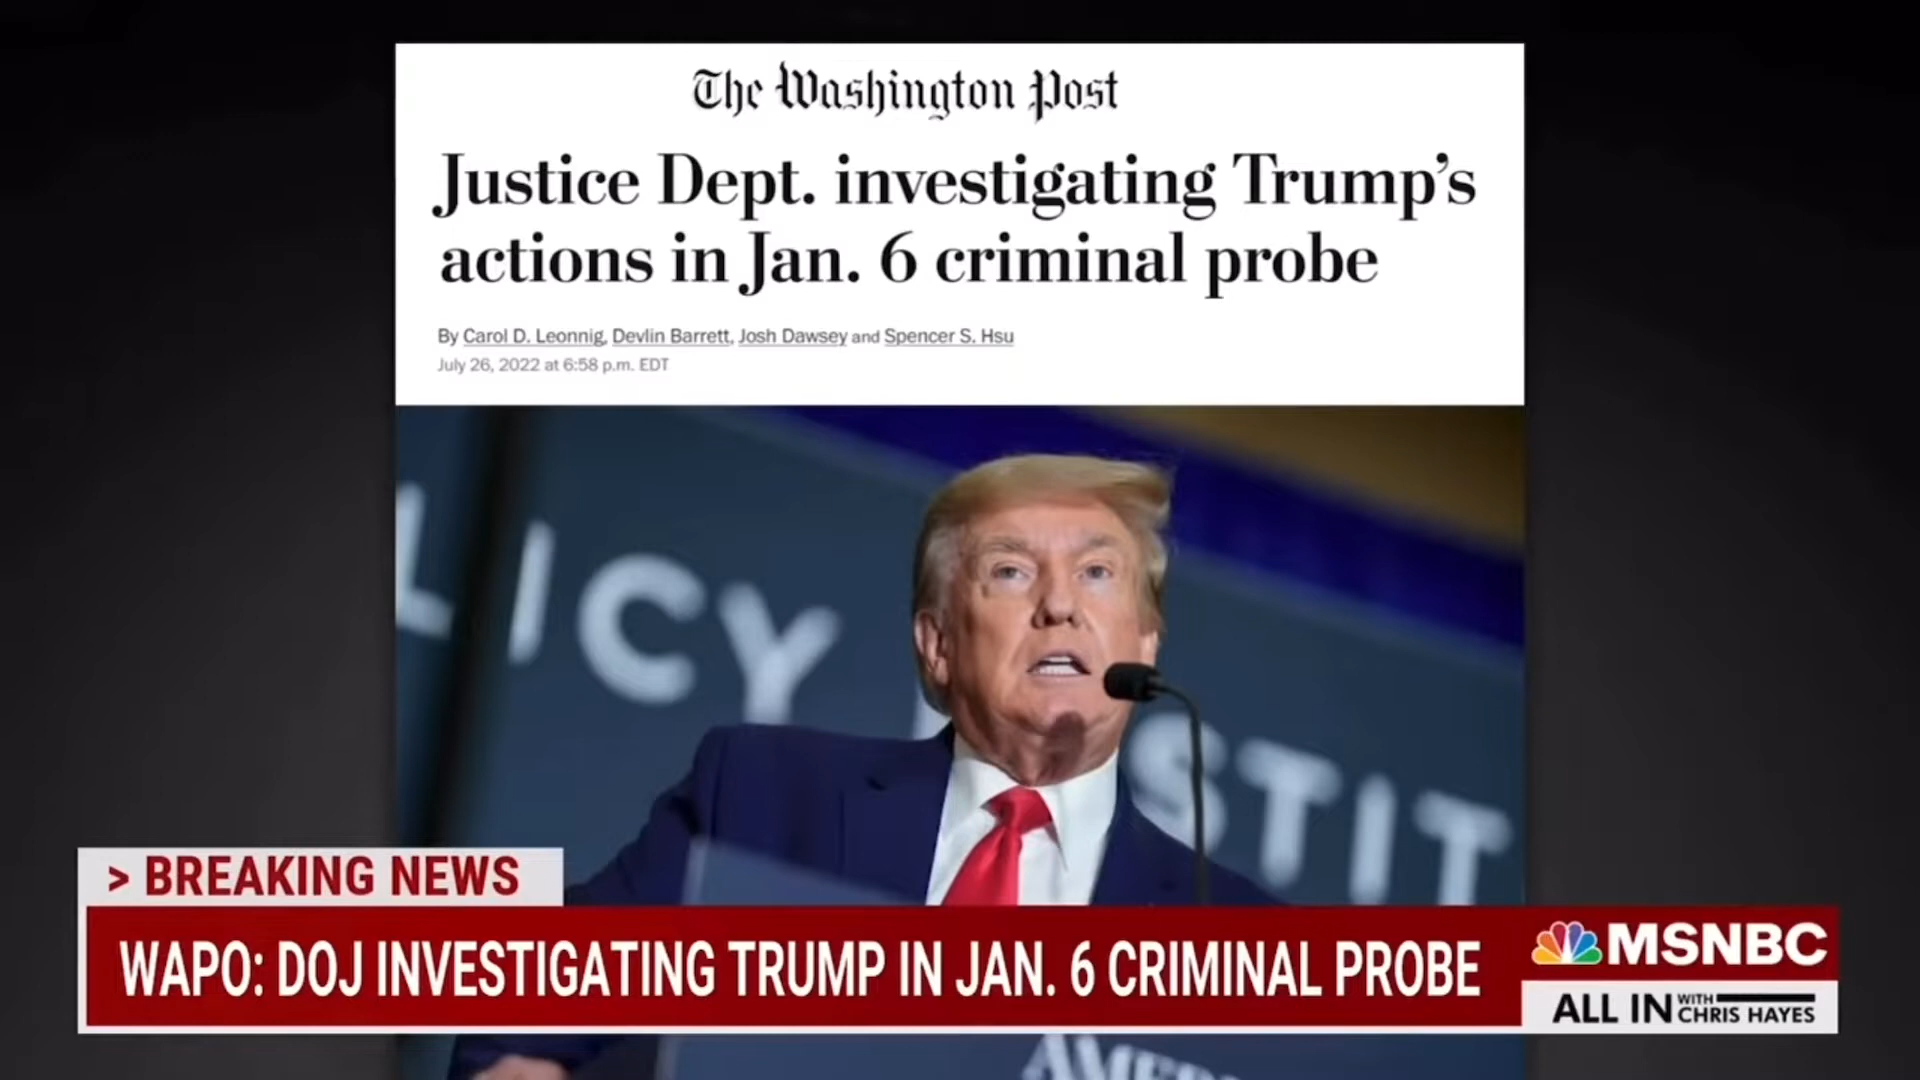 The Washington Post
Justice Dept. investigating Trump's
actions in Jan. 6 criminal probe
By Carol D. Leonnig, Devlin Barrett, Josh Dawsey and Spencer S. Hsu
July 26, 2022 at 6:58 p.m. EDT
LICY
STIT
> BREAKING NEWS
WAPO: DOJ INVESTIGATING TRUMP IN JAN. 6 CRIMINAL PROBE
MSNBC
ALL IN WITH CHRIS HAYES